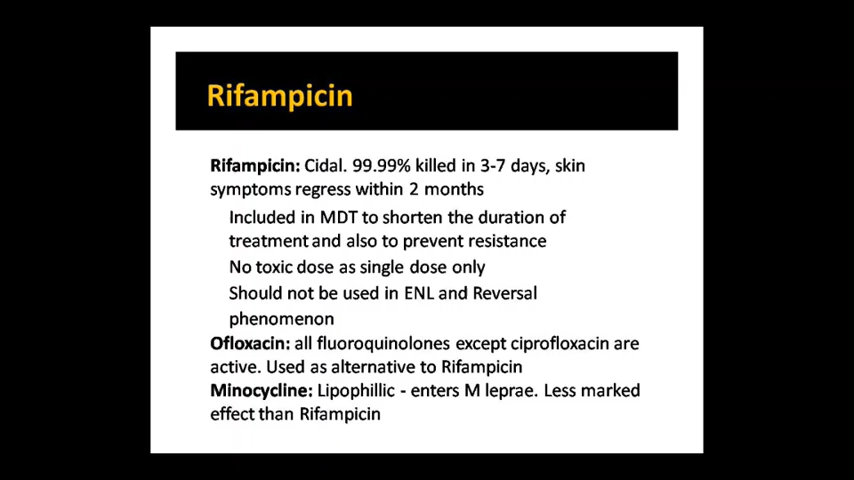 Rifampicin
Rifampicin: Cidal. 99.99% killed in 3-7 days, skin
symptoms regress within 2 months
Included in MDT to shorten the duration of
treatment and also to prevent resistance
No toxic dose as single dose only
Should not be used in ENL and Reversal
phenomenon
Ofloxacin: all fluoroquinolones except ciprofloxacin are
active. Used as alternative to Rifampicin
Minocycline: Lipophillic - enters M leprae. Less marked
effect than Rifampicin